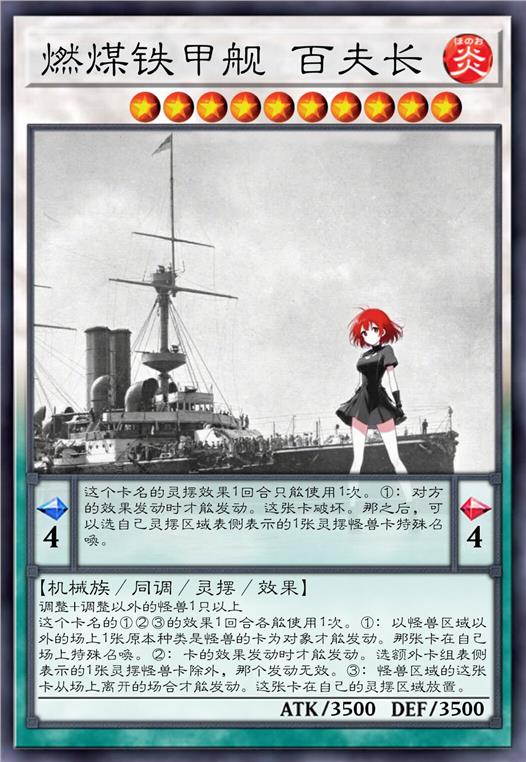 燃煤铁甲舰 百夫长
ほのお
炎
这个卡名的灵摆效果1回合只能使用1次。①：对方
的效果发动时才能发动。这张卡破坏。那之后，可
以选自己灵摆区域表侧表示的1张灵摆怪兽卡特殊召
唤。
4
4
【机械族／同调／灵摆／效果】
调整+调整以外的怪兽1只以上
这个卡名的①②③的效果1回合各能使用1次。①：以怪兽区域以
外的场上1张原本种类是怪兽的卡为对象才能发动。那张卡在自己
场上特殊召唤。②：卡的效果发动时才能发动。选额外卡组表侧
表示的1张灵摆怪兽卡除外，那个发动无效。③：怪兽区域的这张
卡从场上离开的场合才能发动。这张卡在自己的灵摆区域放置。
ATK/3500 DEF/3500